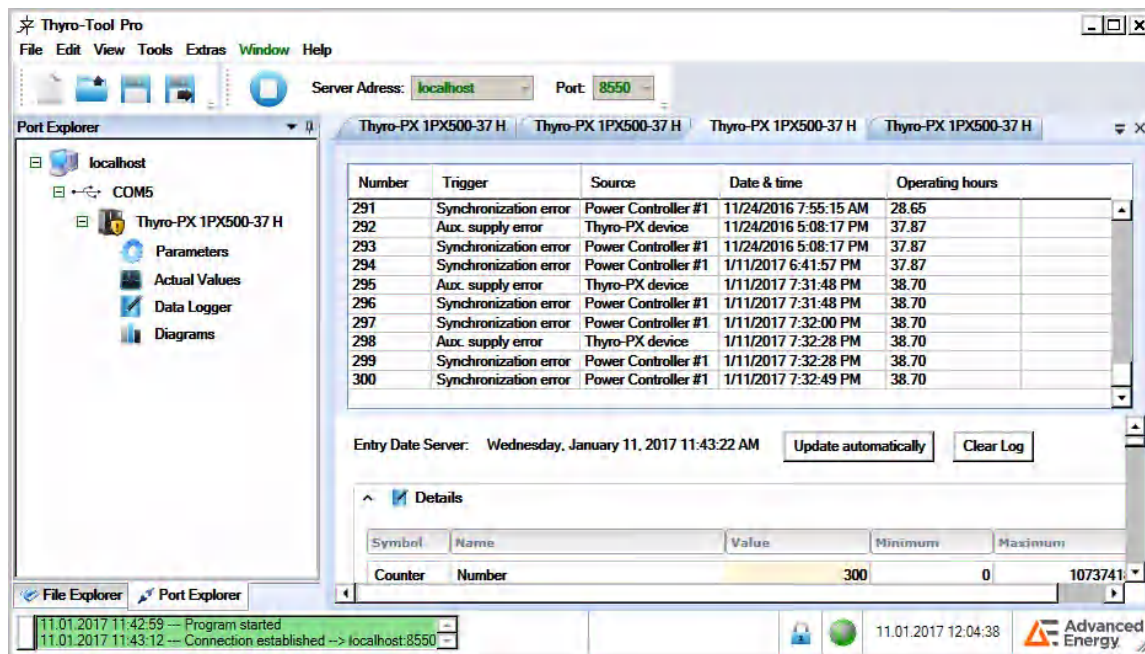 Thyro-Tool Pro
File Edit View Tools Extras Window Help
Server Adress: localhost Port: 8550
Port Explorer
Thyro-PX 1PX500-37 H Thyro-PX 1PX500-37 H Thyro-PX 1PX500-37 H Thyro-PX 1PX500-37 H
localhost
COM5
Thyro-PX 1PX500-37 H
Parameters
Actual Values
Data Logger
Diagrams
Number Trigger Source Date & time Operating hours
291 Synchronization error Power Controller #1 11/24/2016 7:55:15 AM 28.65
292 Aux. supply error Thyro-PX device 11/24/2016 5:08:17 PM 37.87
293 Synchronization error Power Controller #1 11/24/2016 5:08:17 PM 37.87
294 Synchronization error Power Controller #1 1/11/2017 6:41:57 PM 37.87
295 Aux. supply error Thyro-PX device 1/11/2017 7:31:48 PM 38.70
296 Synchronization error Power Controller #1 1/11/2017 7:31:48 PM 38.70
297 Synchronization error Power Controller #1 1/11/2017 7:32:00 PM 38.70
298 Aux. supply error Thyro-PX device 1/11/2017 7:32:28 PM 38.70
299 Synchronization error Power Controller #1 1/11/2017 7:32:28 PM 38.70
300 Synchronization error Power Controller #1 1/11/2017 7:32:49 PM 38.70
Entry Date Server: Wednesday, January 11, 2017 11:43:22 AM Update automatically Clear Log
Details
Symbol Name Value Minimum Maximum
Counter Number 300 0 1073741
File Explorer Port Explorer
11.01.2017 11:42:59 --- Program started
11.01.2017 11:43:12 --- Connection established --> localhost:8550
11.01.2017 12:04:38
Advanced
Energy